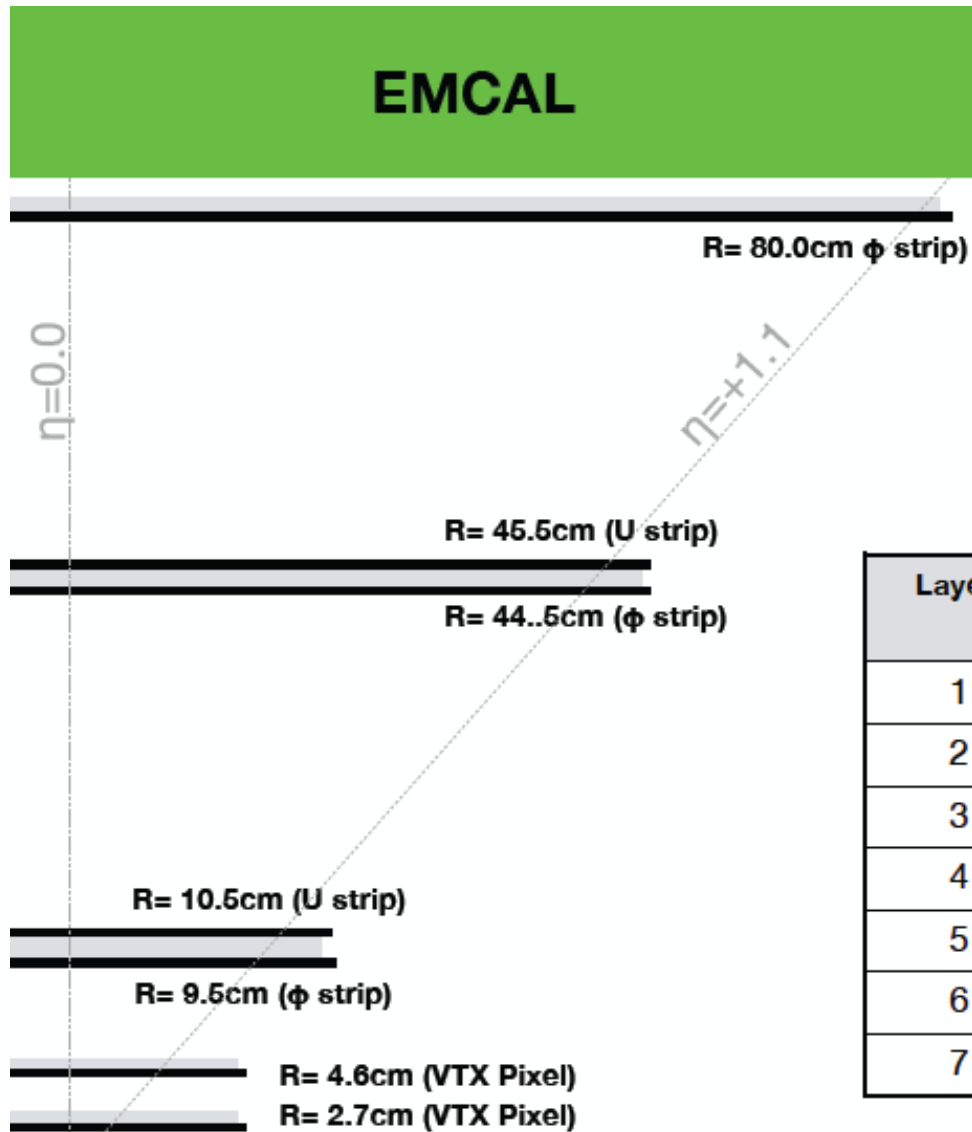 EMCAL
R= 80.0cm ϕ strip)
η=0.0
η=+1.1
R= 45.5cm (U strip)
R= 44..5cm (ϕ strip)
R= 10.5cm (U strip)
R= 9.5cm (ϕ strip)
R= 4.6cm (VTX Pixel)
R= 2.7cm (VTX Pixel)
Laye
1
2
3
4
5
6
7